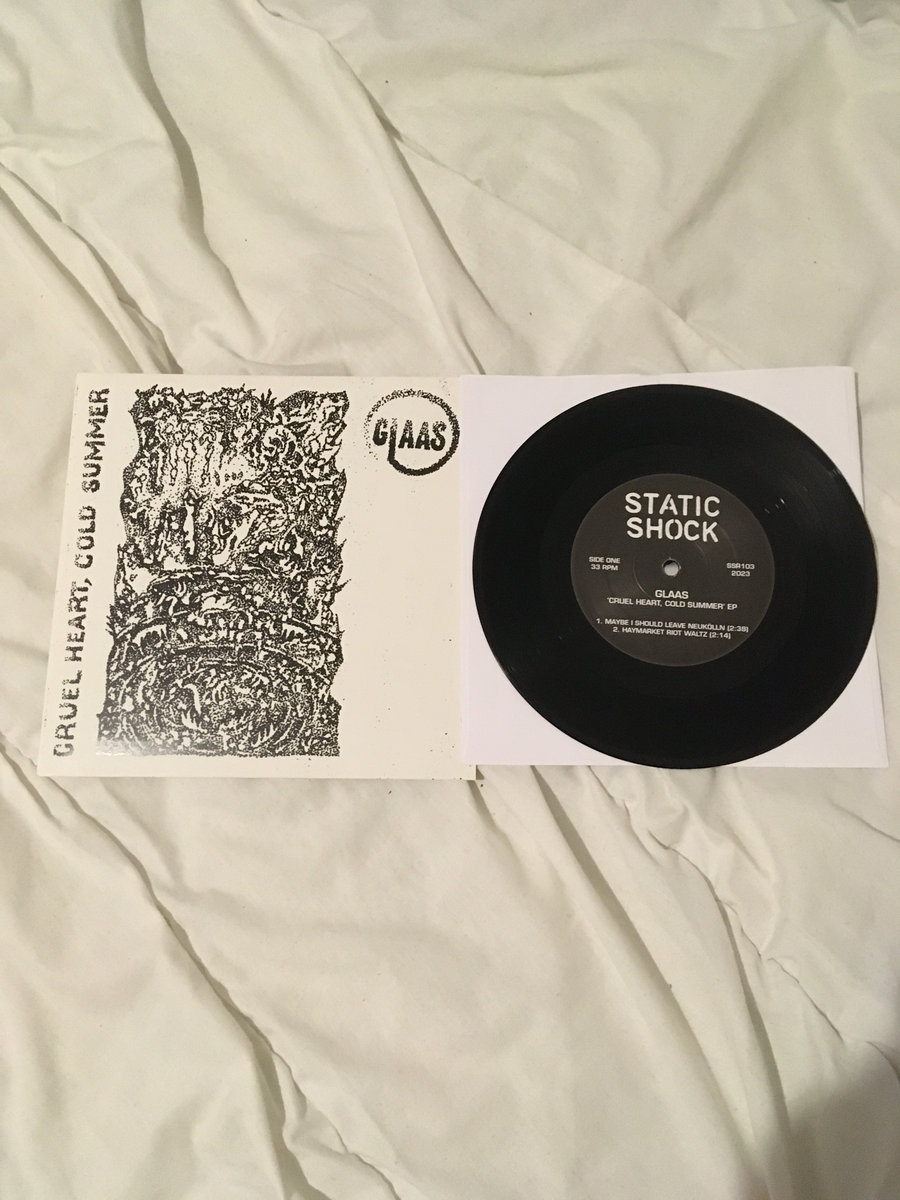 CRUEL HEART, COLD SUMMER
GLAAS
STATIC
SHOCK
SIDE ONE
33 RPM
SSR103
2023
GLAAS
'CRUEL HEART, COLD SUMMER' EP
1. MAYBE I SHOULD LEAVE NEUKÖLLN (2:38)
2. HAYMARKET RIOT WALTZ (2:14)